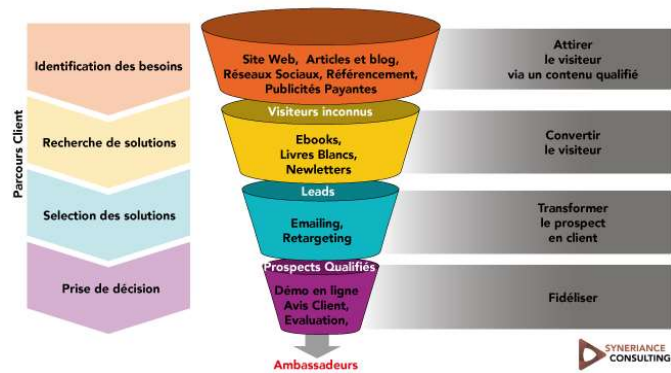 Parcours Client
Identification des besoins
Site Web, Articles et blog,
Réseaux Sociaux, Référencement,
Publicités Payantes
Attirer
le visiteur
via un contenu qualifié
Visiteurs inconnus
Recherche de solutions
Ebooks,
Livres Blancs,
Newletters
Convertir
le visiteur
Leads
Selection des solutions
Emailing,
Retargeting
Transformer
le prospect
en client
Prospects Qualifiés
Prise de décision
Démo en ligne
Avis Client,
Evaluation,
Fidéliser
Ambassadeurs
SYNERIANCE
CONSULTING